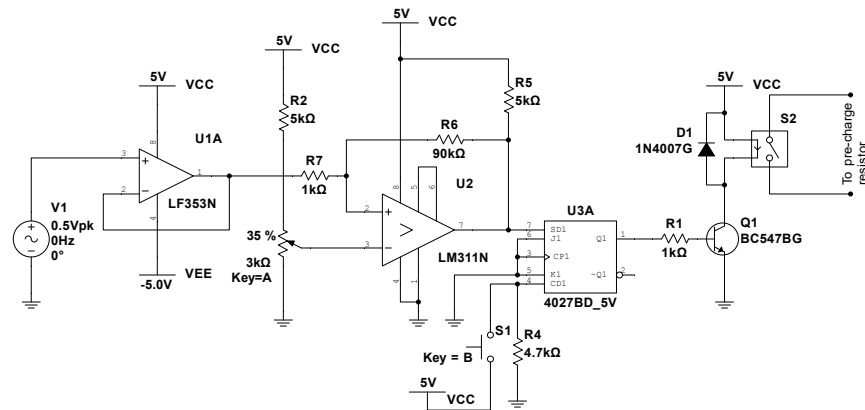 5V
VCC
5V
VCC
5V
VCC
R2
5kΩ
U1A
8
3
2
1
4
LF353N
V1
0.5Vpk
0Hz
0°
VEE
-5.0V
R7
1kΩ
35 %
3kΩ
Key=A
R6
90kΩ
R5
5kΩ
U2
8
5
6
2
3
7
4
1
LM311N
U3A
7
6
3
5
4
SD1
J1
CP1
K1
CD1
Q1
~Q1
1
2
4027BD_5V
S1
Key = B
R4
4.7kΩ
5V
VCC
R1
1kΩ
5V
VCC
D1
1N4007G
S2
Q1
BC547BG
To pre-charge
resistor